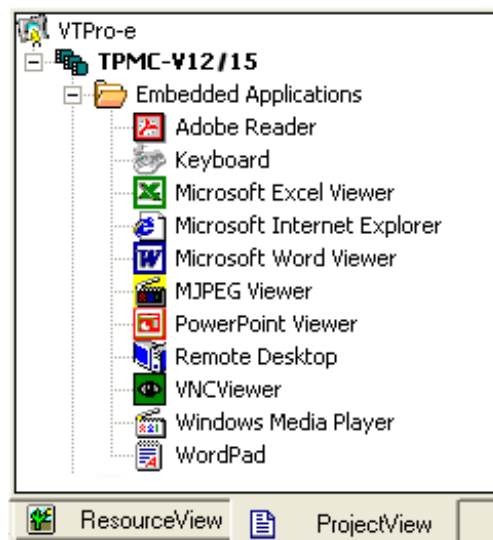 VTPro-e
TPMC-V12/15
Embedded Applications
Adobe Reader
Keyboard
Microsoft Excel Viewer
Microsoft Internet Explorer
Microsoft Word Viewer
MJPEG Viewer
PowerPoint Viewer
Remote Desktop
VNCViewer
Windows Media Player
WordPad
ResourceView ProjectView